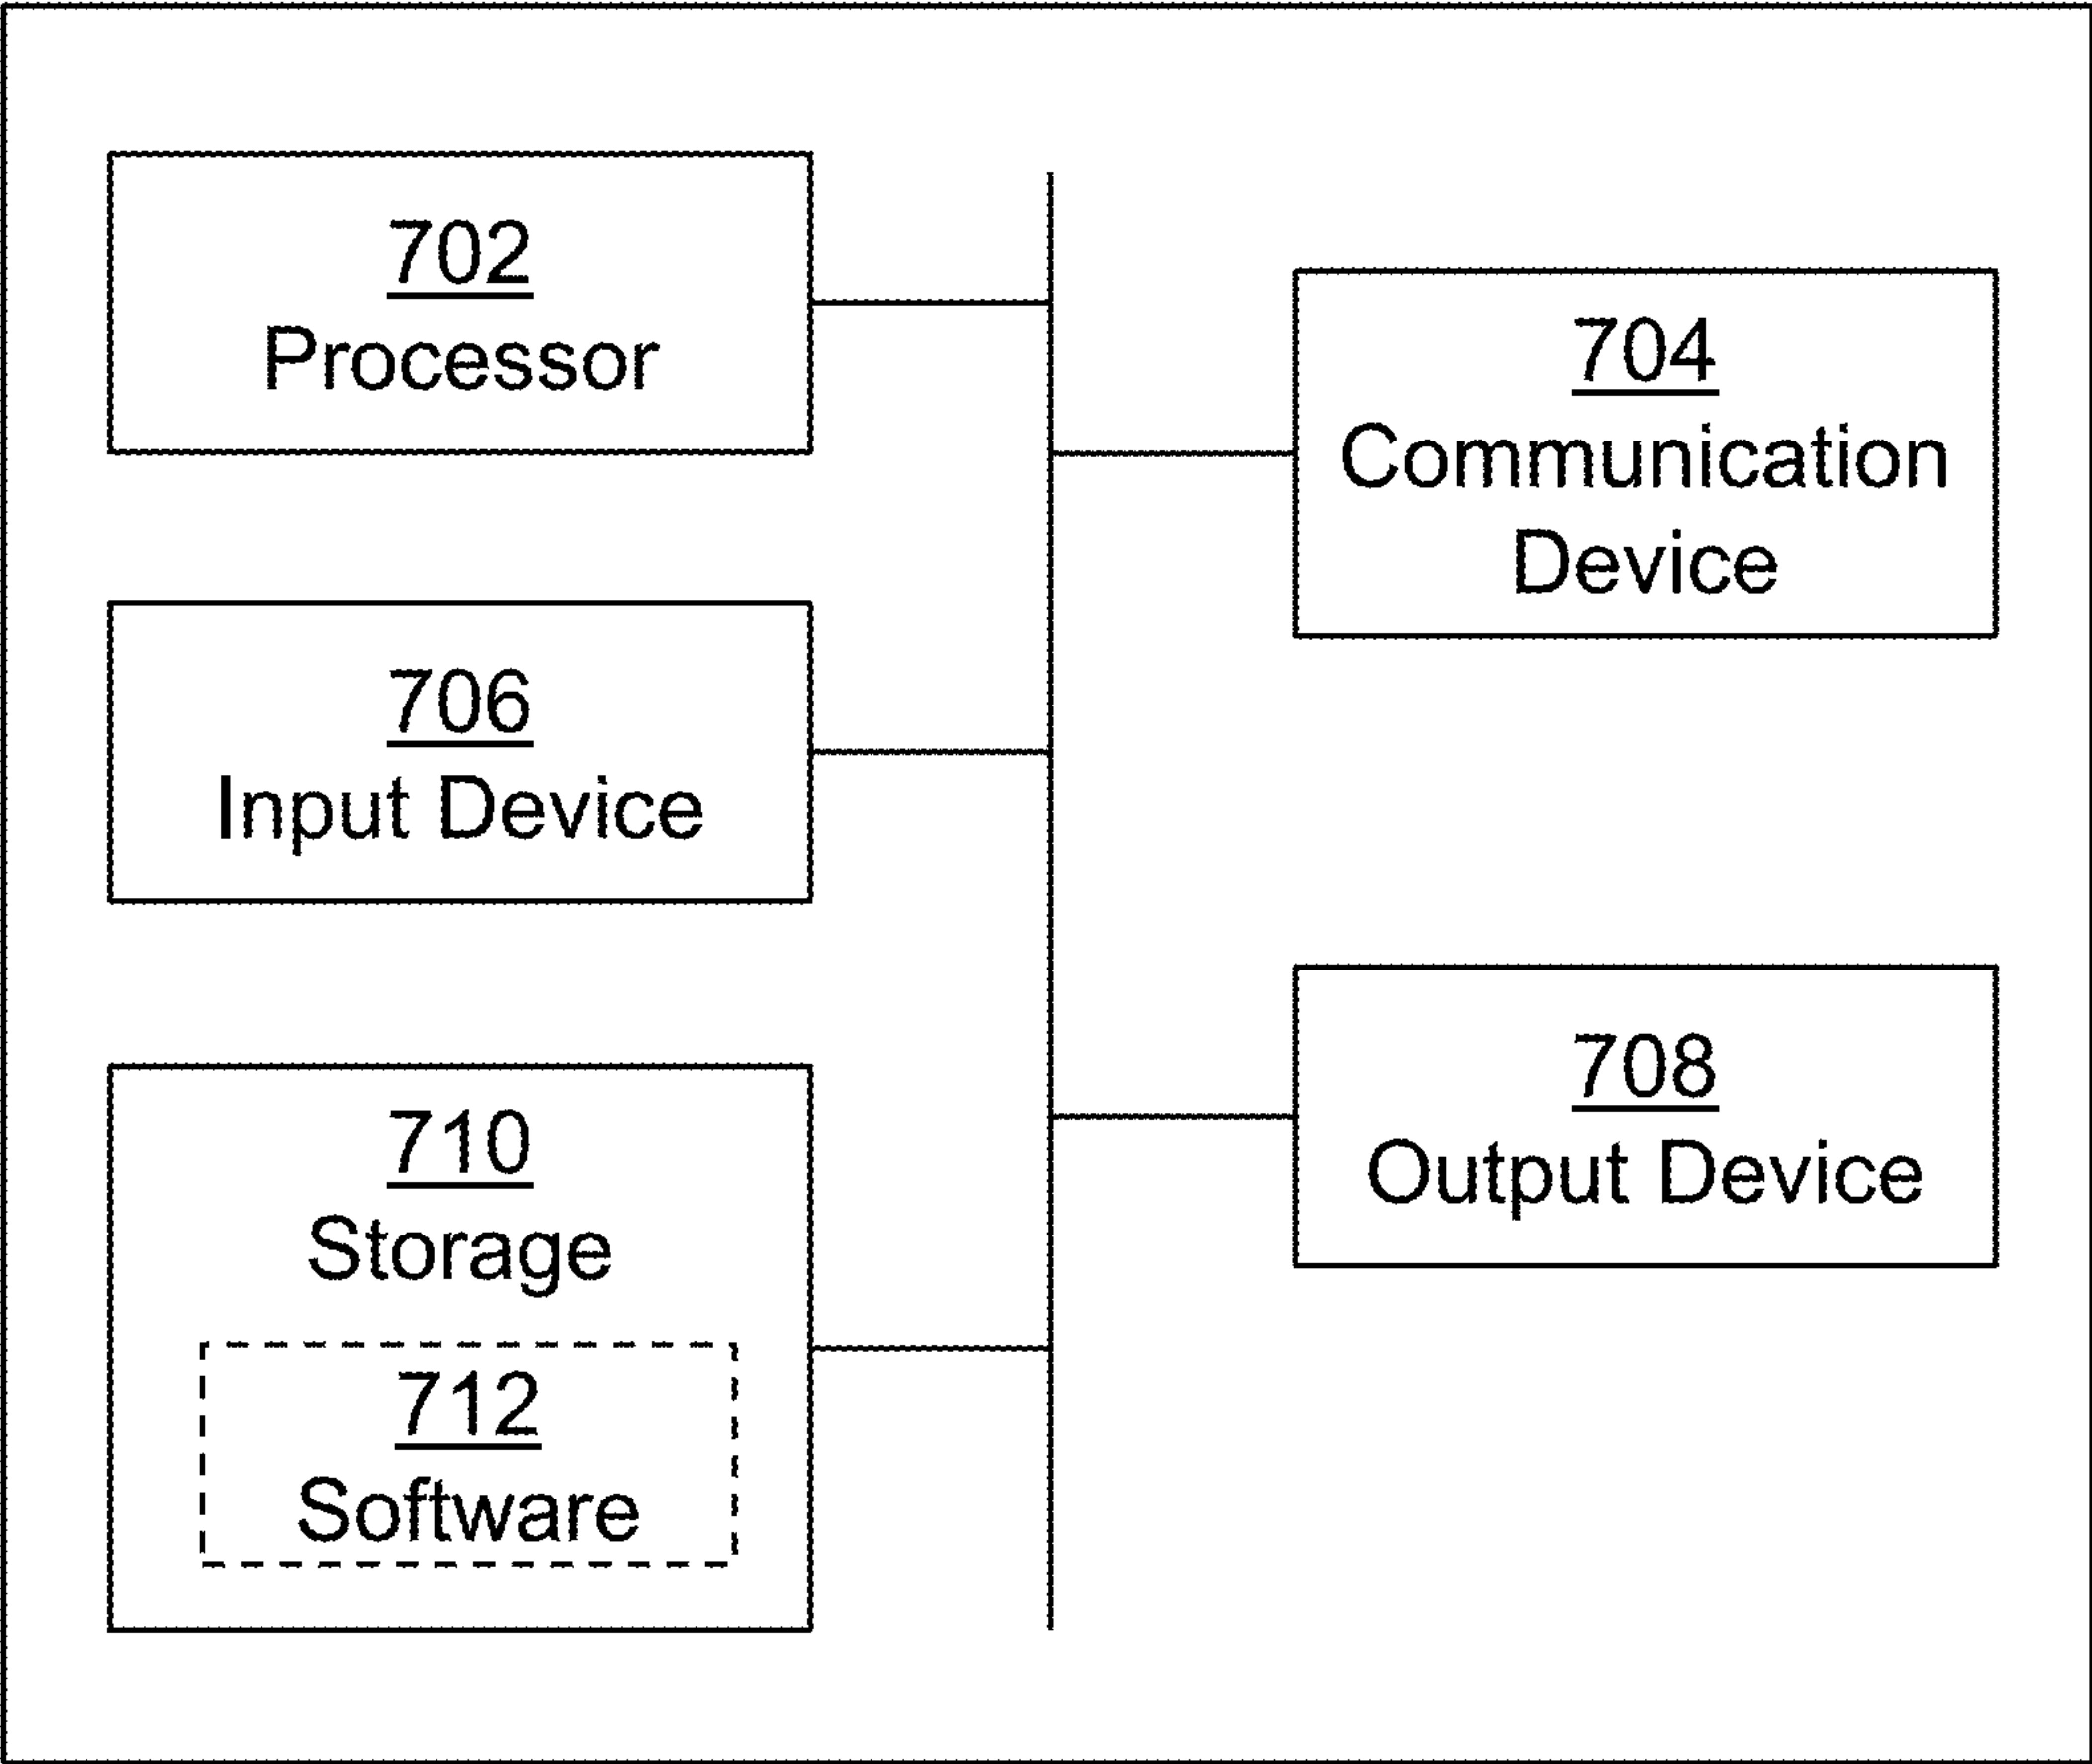 702
Processor
704
Communication
Device
706
Input Device
708
Output Device
710
Storage
712
Software